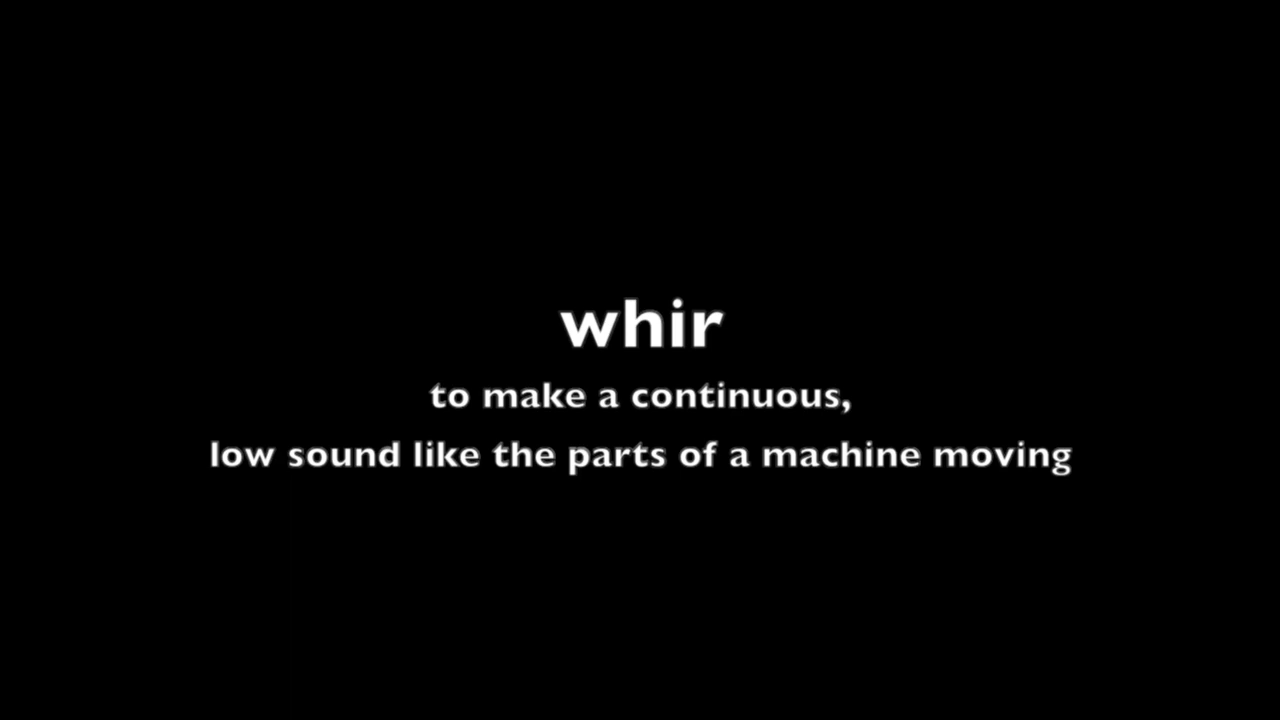 whir
to make a continuous,
low sound like the parts of a machine moving